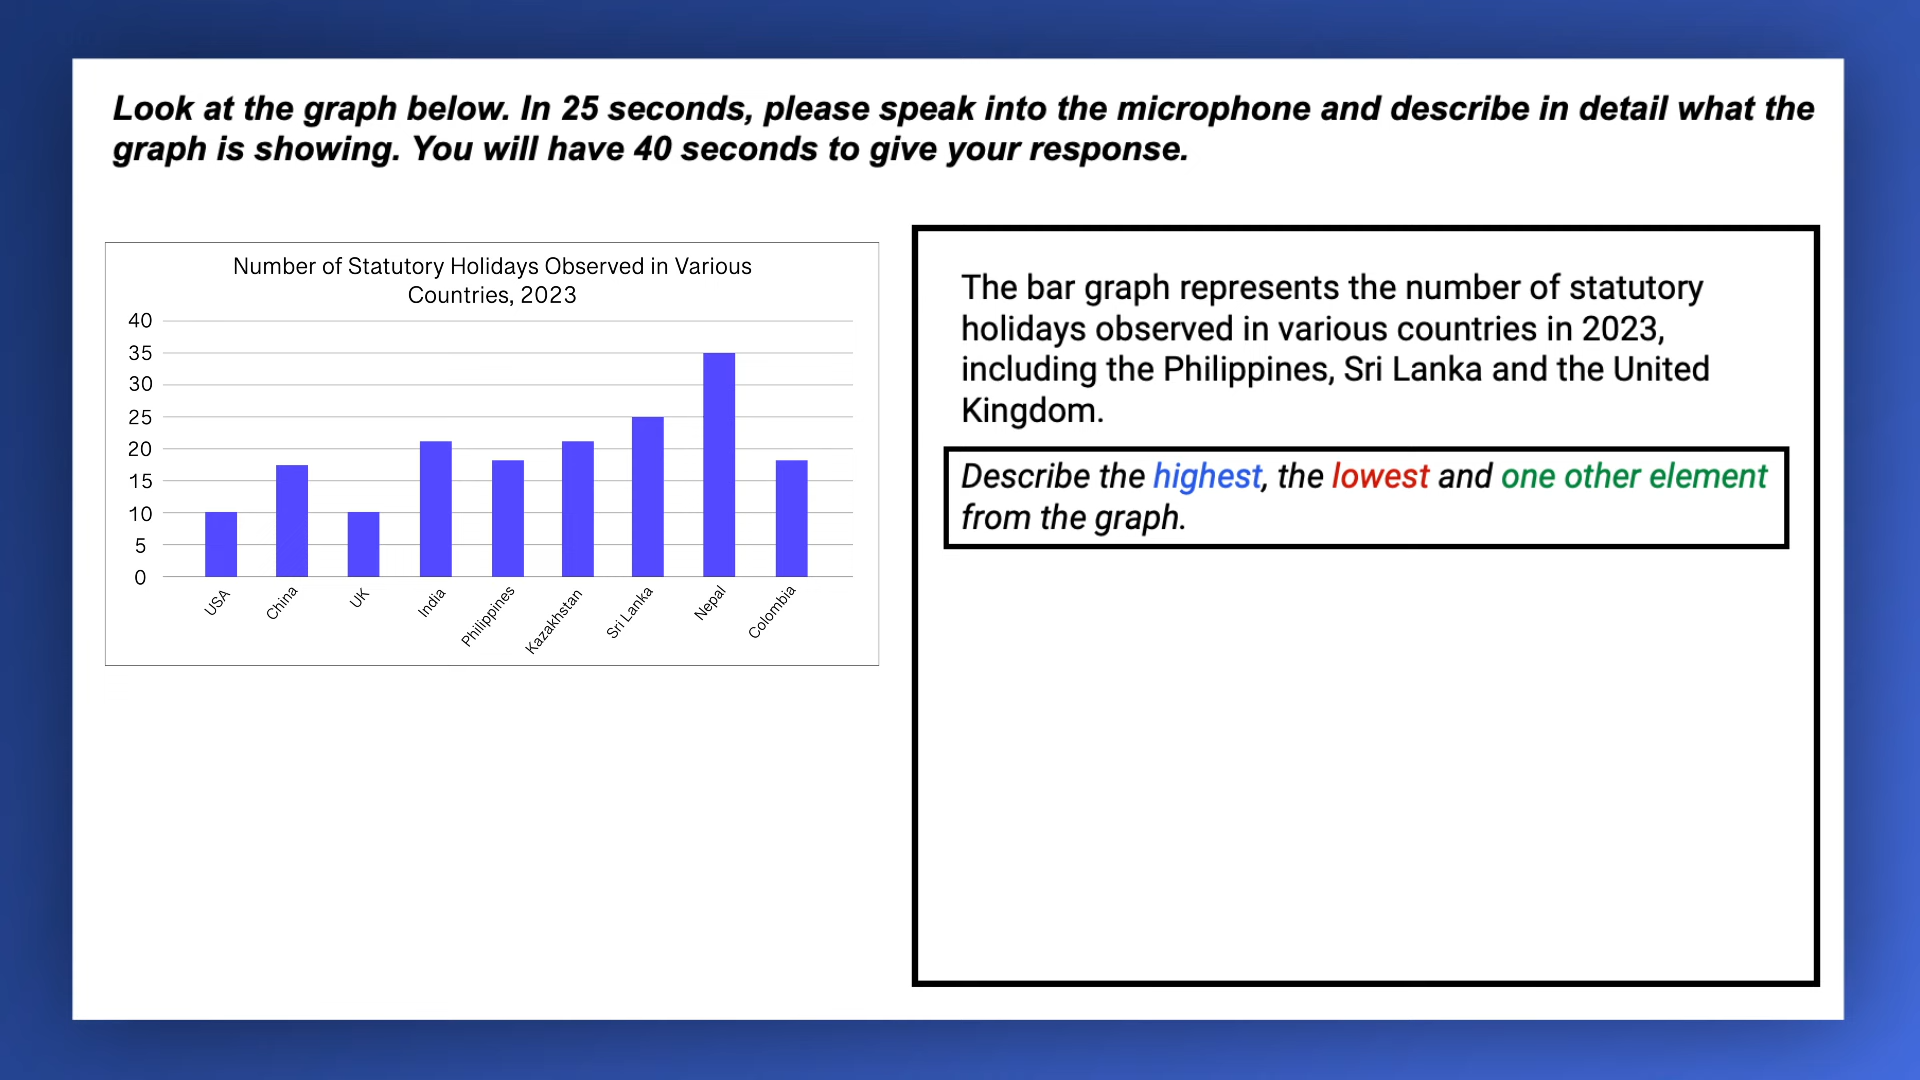 Look at the graph below. In 25 seconds, please speak into the microphone and describe in detail what the
graph is showing. You will have 40 seconds to give your response.
Number of Statutory Holidays Observed in Various
Countries, 2023
40
35
30
25
20
15
10
5
0
USA
China
UK
India
Philippines
Kazakhstan
Sri Lanka
Nepal
Colombia
The bar graph represents the number of statutory
holidays observed in various countries in 2023,
including the Philippines, Sri Lanka and the United
Kingdom.
Describe the highest, the lowest and one other element
from the graph.